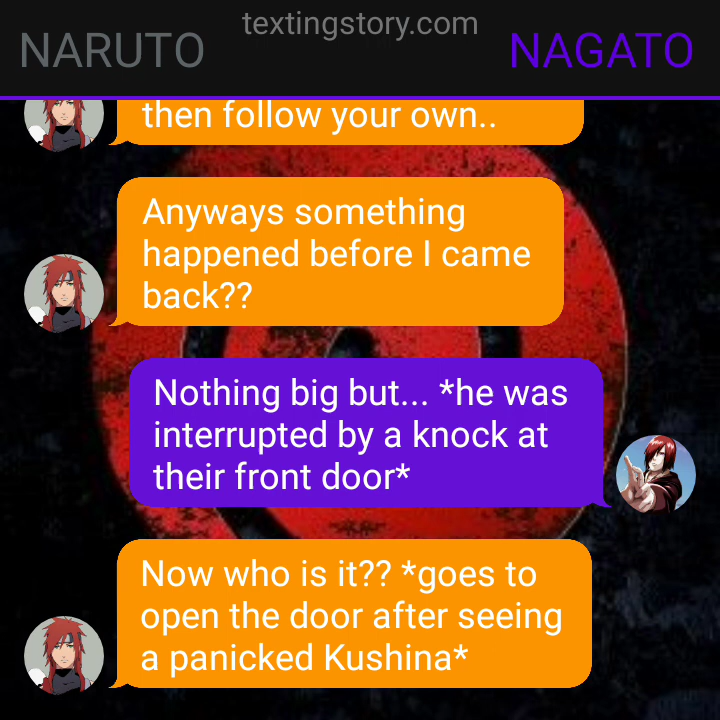 textingstory.com
NARUTO
NAGATO
then follow your own..
Anyways something
happened before I came
back??
Nothing big but... *he was
interrupted by a knock at
their front door*
Now who is it?? *goes to
open the door after seeing
a panicked Kushina*